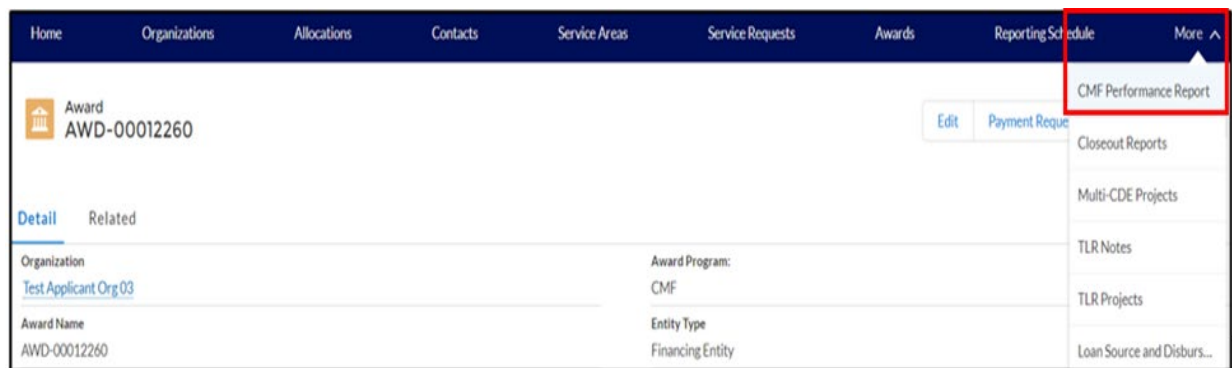 Home Organizations Allocations Contacts Service Areas Service Requests Awards Reporting Schedule More
CMF Performance Report
Award
AWD-00012260
Edit Payment Reque
Closeout Reports
Multi-CDE Projects
Detail Related
TLR Notes
Organization Award Program:
Test Applicant Org 03 CMF
TLR Projects
Award Name Entity Type
AWD-00012260 Financing Entity
Loan Source and Disburs...